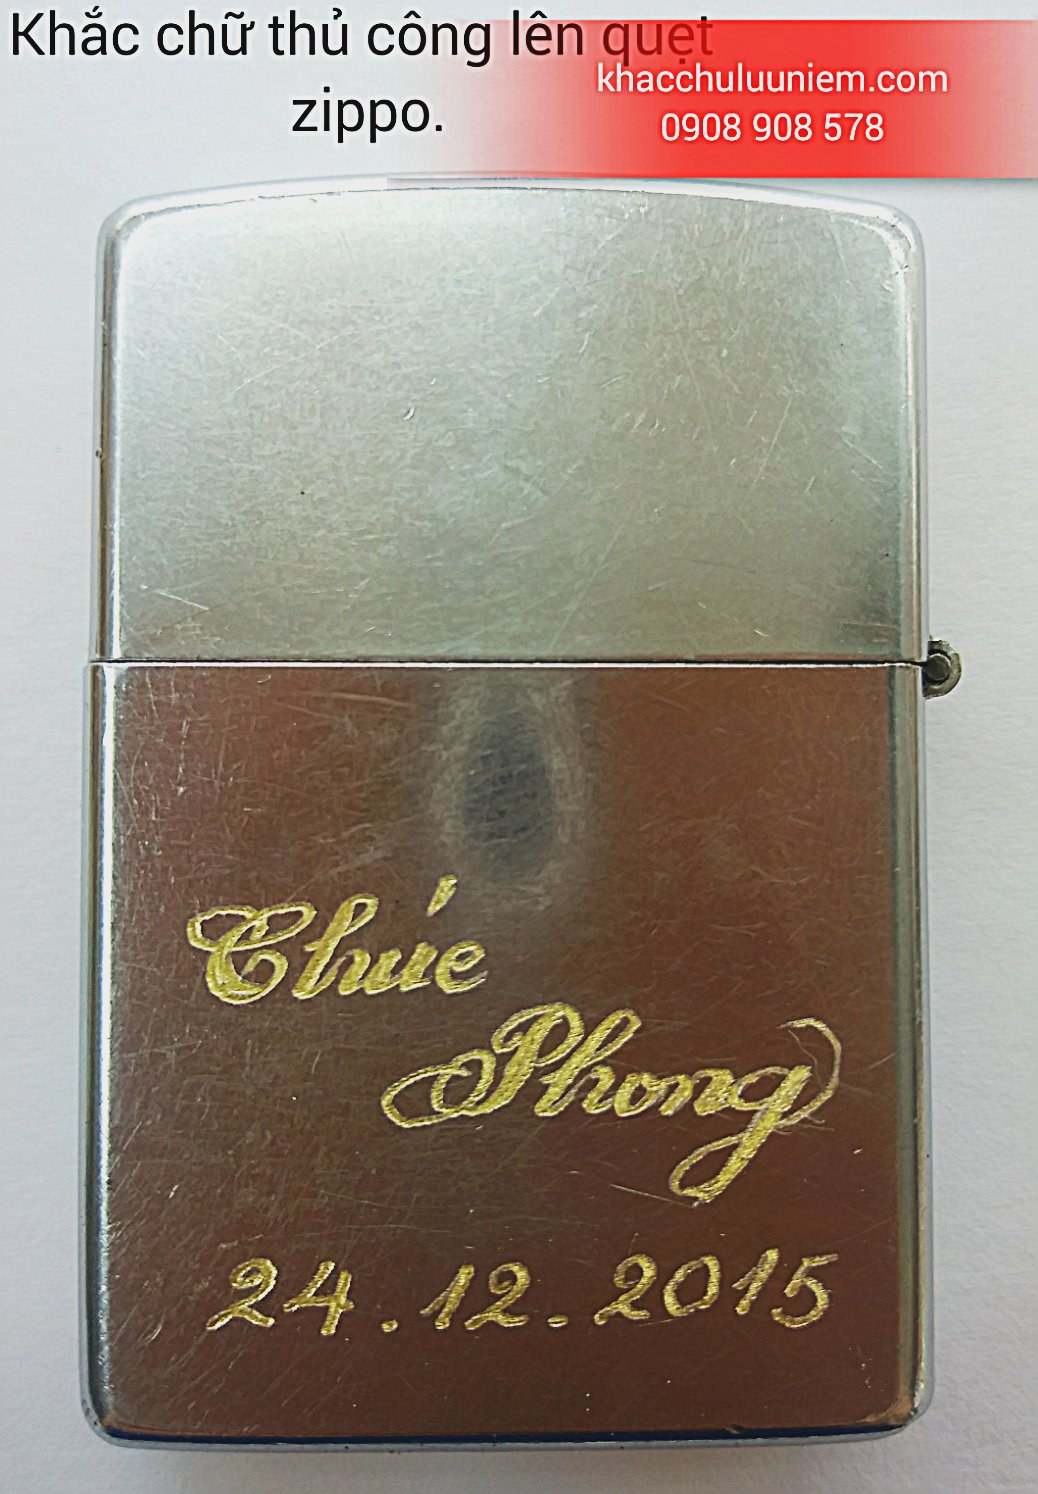 Khắc chữ thủ công lên quẹt
zippo.
khacchuluuniem.com
0908 908 578
Chúc
Phong
24.12.2015